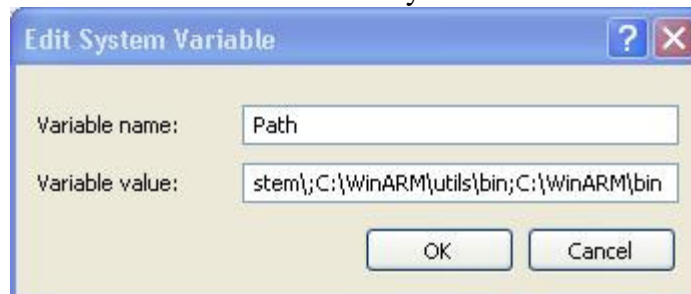 Edit System Variable
Variable name: Path
Variable value: stem\;C:\WinARM\utils\bin;C:\WinARM\bin
OK Cancel